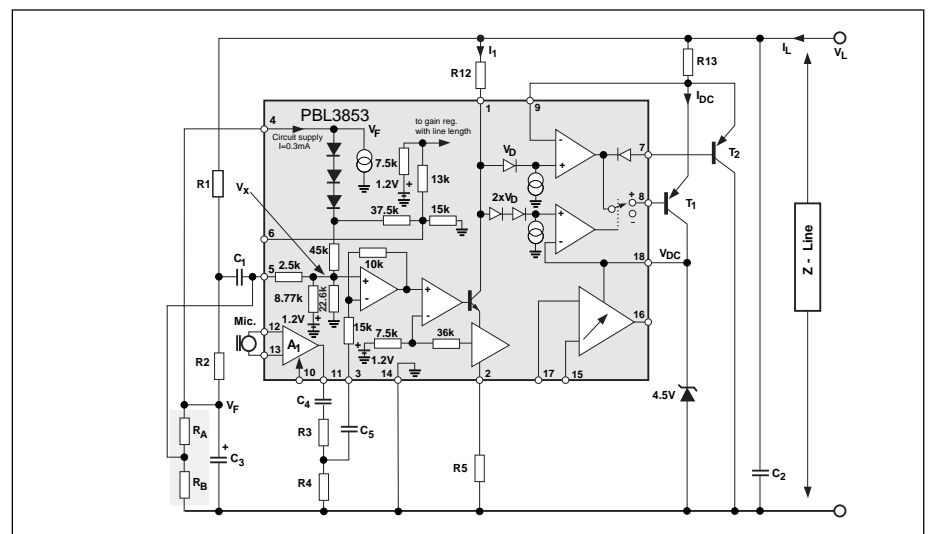 I1
IL
VL
R12
R13
PBL3853
IDC
1
9
4
Circuit supply
I=0.3mA
VF
to gain reg.
with line length
7.5k
1.2V
+
13k
VD
-
+
7
T2
R1
Vx
2xVD
+
-
8
T1
37.5k
15k
6
+
-
45k
10k
18
VDC
C1
5
2.5k
+
-
Z - Line
8.77k
22.6k
+
-
16
Mic.
1.2V
+
15k
12
A1
13
7.5k
36k
+
1.2V
R2
10
11
3
14
2
17
15
4.5V
C4
VF
RA
+
C3
R3
C5
R5
C2
RB
R4